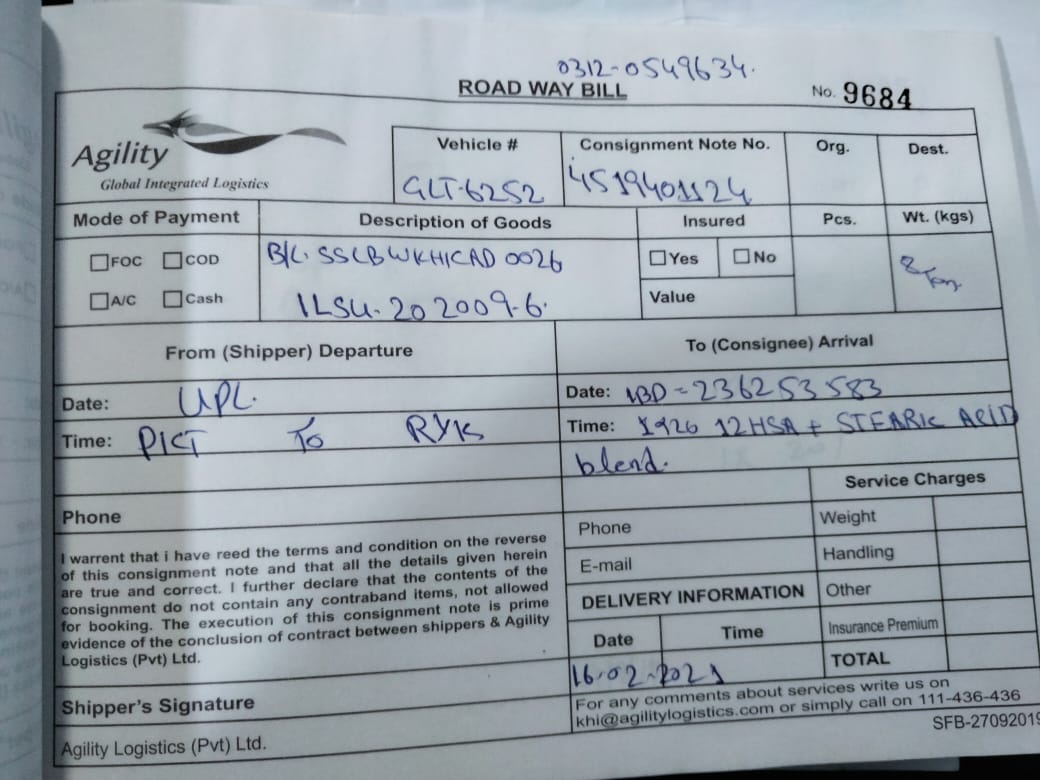 0312-0549634.
ROAD WAY BILL
No. 9684
Agility
Global Integrated Logistics
Vehicle #
GLT-6252
Consignment Note No.
4519401124
Org.
Dest.
Mode of Payment
FOC COD
A/C Cash
Description of Goods
B/L. SSLBWKHICAD 0026
ILSU-202009-6.
Insured
Yes No
Value
Pcs.
Wt. (kgs)
From (Shipper) Departure
Date: UPL.
Time: PICT TO RYK
Phone
To (Consignee) Arrival
Date: IBD = 236253583
Time: 1926 12HSA + STEARIC ACID
blend.
Phone
E-mail
Service Charges
Weight
Handling
Other
Insurance Premium
TOTAL
I warrent that i have reed the terms and condition on the reverse
of this consignment note and that all the details given herein
are true and correct. I further declare that the contents of the
consignment do not contain any contraband items, not allowed
for booking. The execution of this consignment note is prime
evidence of the conclusion of contract between shippers & Agility
Logistics (Pvt) Ltd.
DELIVERY INFORMATION
Date Time
16-02-2021
Shipper's Signature
For any comments about services write us on
khi@agilitylogistics.com or simply call on 111-436-436
Agility Logistics (Pvt) Ltd.
SFB-27092019